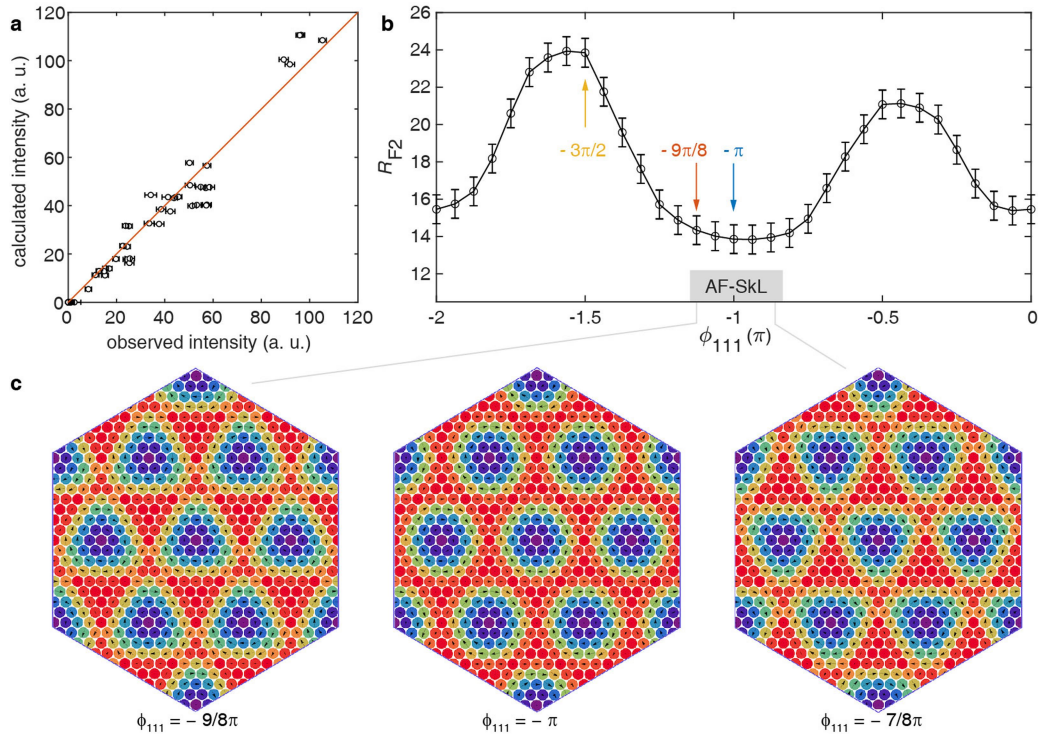 a
120
100
80
60
40
20
0
calculated intensity (a. u.)
0 20 40 60 80 100 120
observed intensity (a. u.)
b
26
24
22
20
18
16
14
12
R_F2
- 3π/2
- 9π/8
- π
AF-SkL
-2 -1.5 -1 -0.5 0
ϕ₁₁₁ (π)
c
ϕ₁₁₁ = - 9/8π
ϕ₁₁₁ = - π
ϕ₁₁₁ = - 7/8π